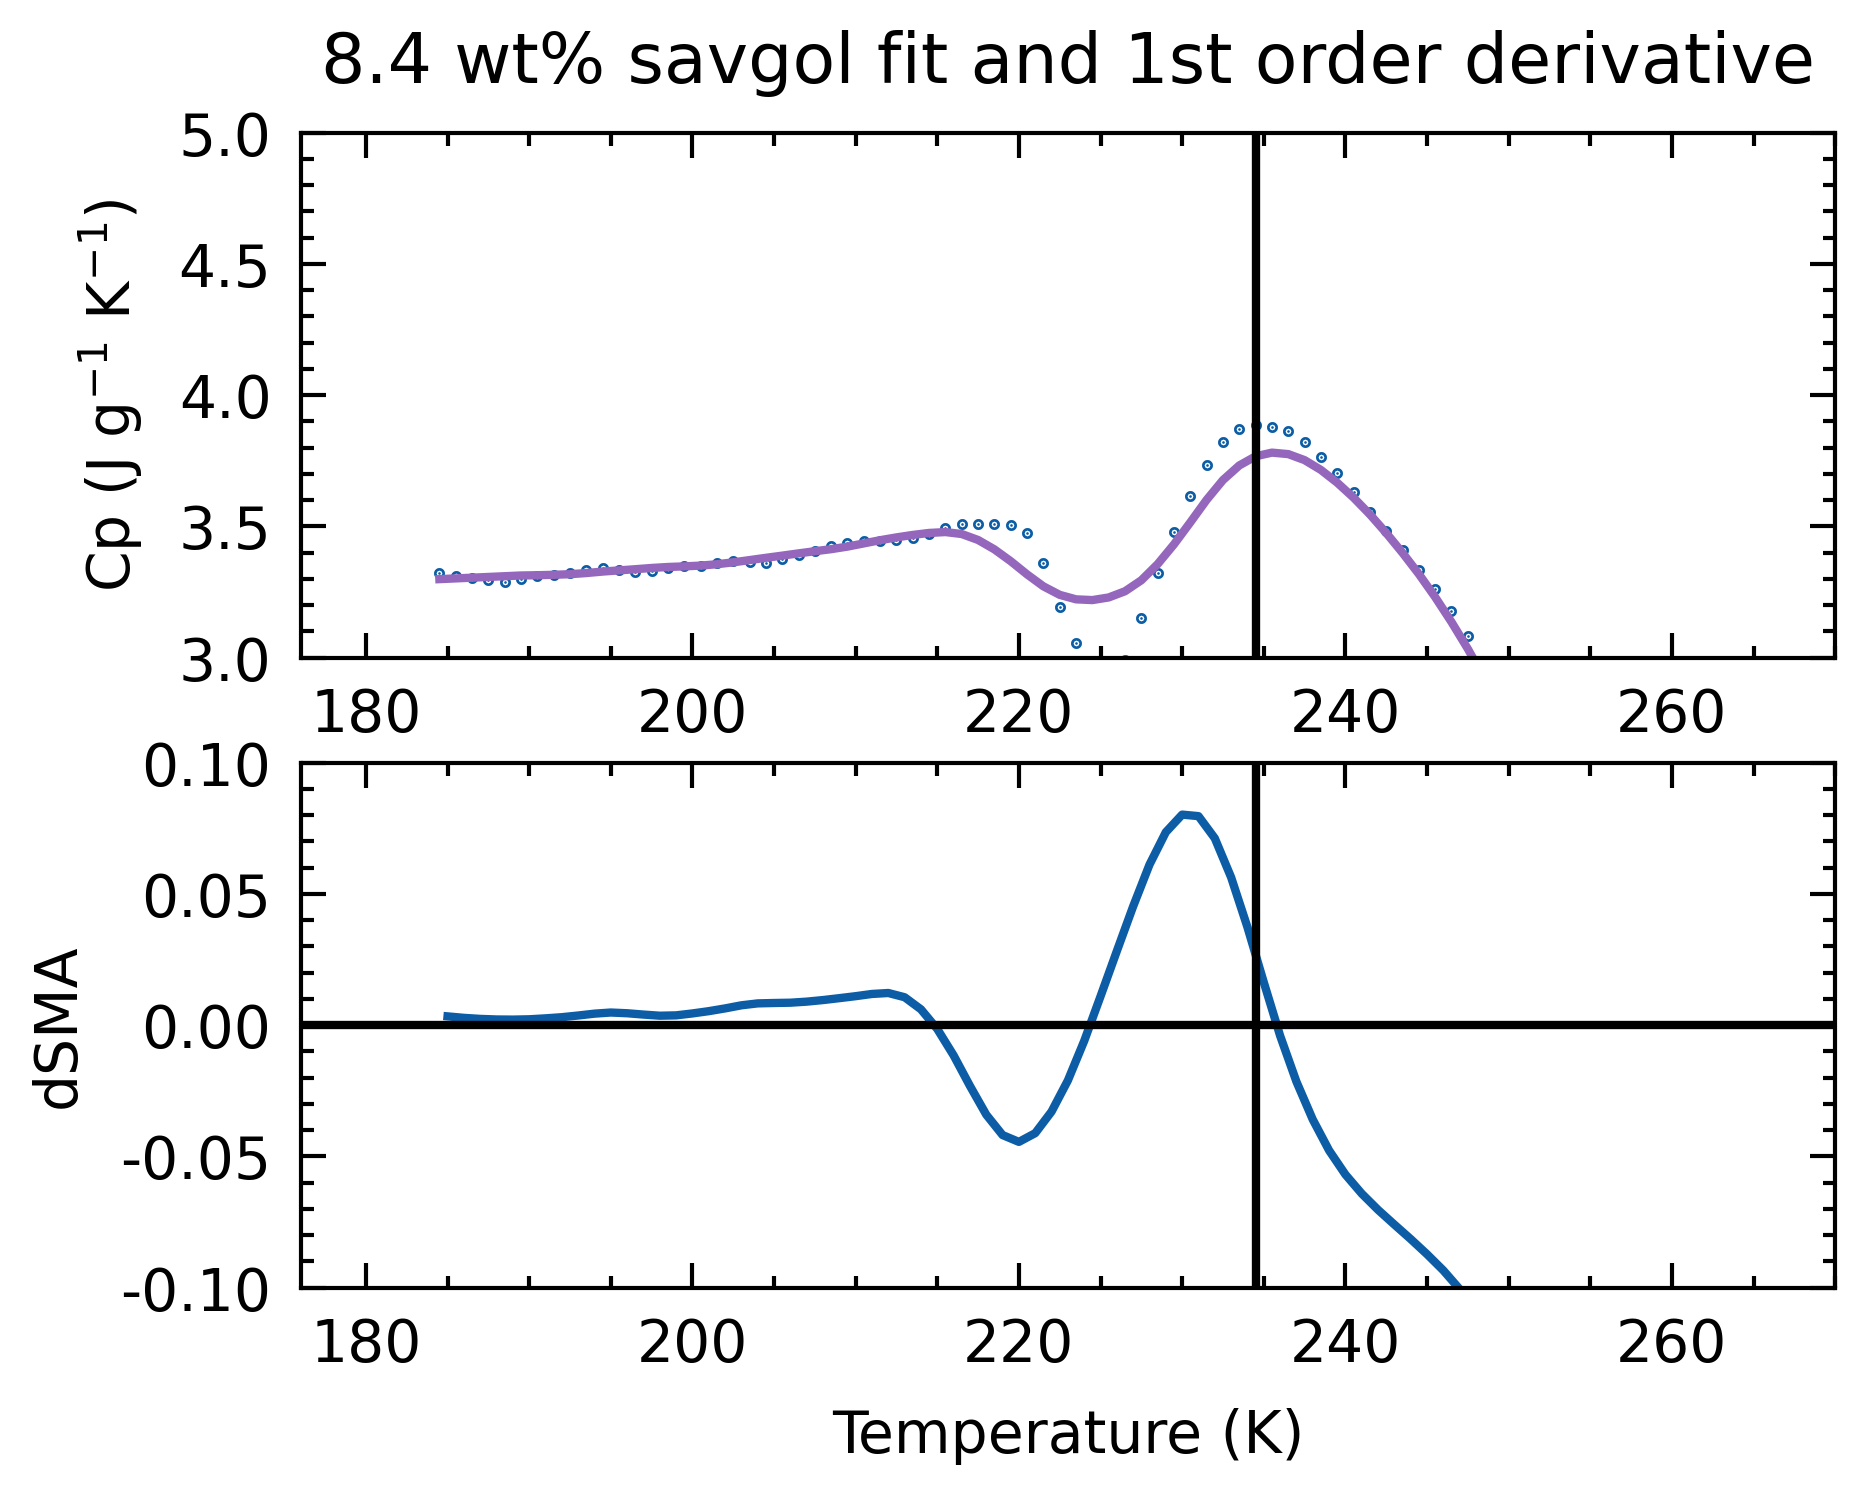 8.4 wt% savgol fit and 1st order derivative
5.0
4.5
4.0
3.5
3.0
Cp (J g⁻¹ K⁻¹)
180 200 220 240 260
0.10
0.05
0.00
-0.05
-0.10
dSMA
180 200 220 240 260
Temperature (K)